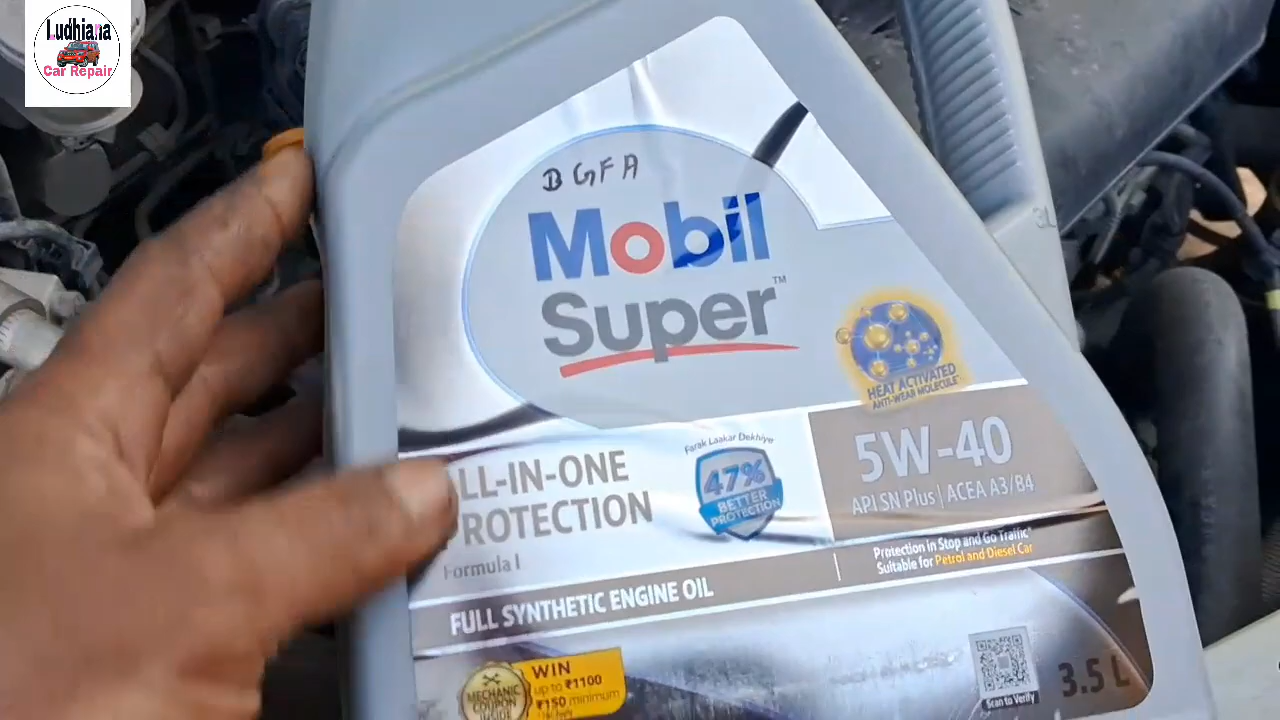 Ludhiana
Car Repair
BGFA
Mobil
Super™
HEAT ACTIVATED
ANTI-WEAR MOLECULE
ALL-IN-ONE
PROTECTION
Formula I
Farak Laakar Dekhiye
47%
BETTER
PROTECTION
5W-40
API SN Plus | ACEA A3/B4
Protection in Stop and Go Traffic*
Suitable for Petrol and Diesel Car
FULL SYNTHETIC ENGINE OIL
MECHANIC
COUPON
INSIDE
WIN
up to ₹1100
₹150 minimum
Scan to Verify
3.5 L